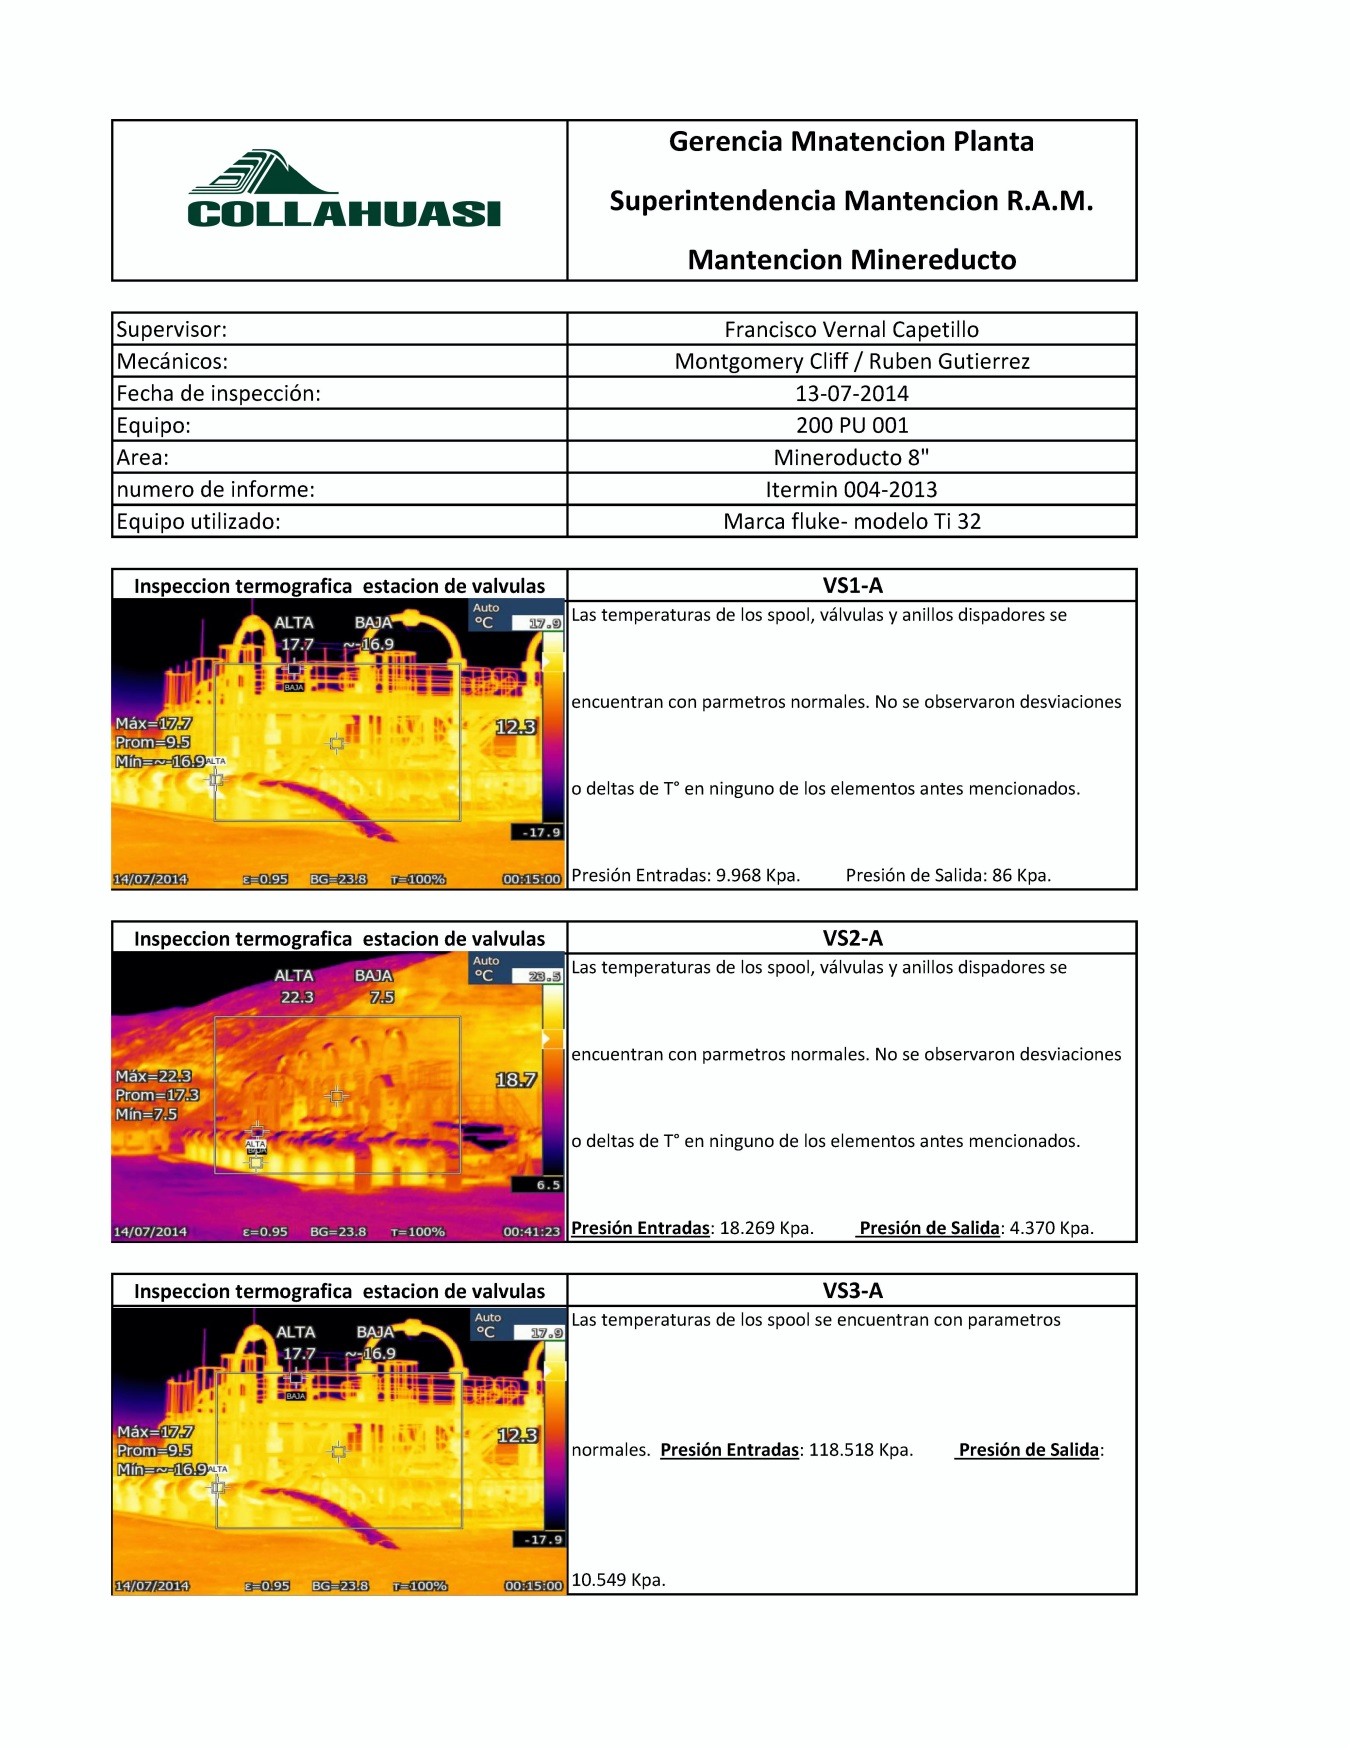 COLLAHUASI
Gerencia Mnatencion Planta
Superintendencia Mantencion R.A.M.
Mantencion Minereducto
Supervisor: Francisco Vernal Capetillo
Mecánicos: Montgomery Cliff / Ruben Gutierrez
Fecha de inspección: 13-07-2014
Equipo: 200 PU 001
Area: Mineroducto 8"
numero de informe: Itermin 004-2013
Equipo utilizado: Marca fluke- modelo Ti 32
Inspeccion termografica estacion de valvulas VS1-A
Auto
°C 17.9
ALTA BAJA
17.7 ~-16.9
BAJA
Máx=17.7
Prom=9.5
Mín=~-16.9
ALTA
12.3
-17.9
14/07/2014 ε=0.95 BG=23.8 τ=100% 00:15:00
Las temperaturas de los spool, válvulas y anillos dispadores se
encuentran con parmetros normales. No se observaron desviaciones
o deltas de T° en ninguno de los elementos antes mencionados.
Presión Entradas: 9.968 Kpa. Presión de Salida: 86 Kpa.
Inspeccion termografica estacion de valvulas VS2-A
Auto
°C 23.5
ALTA BAJA
22.3 7.5
Máx=22.3
Prom=17.3
Mín=7.5
18.7
ALTA
BAJA
6.5
14/07/2014 ε=0.95 BG=23.8 τ=100% 00:41:23
Las temperaturas de los spool, válvulas y anillos dispadores se
encuentran con parmetros normales. No se observaron desviaciones
o deltas de T° en ninguno de los elementos antes mencionados.
Presión Entradas: 18.269 Kpa. Presión de Salida: 4.370 Kpa.
Inspeccion termografica estacion de valvulas VS3-A
Auto
°C 17.9
ALTA BAJA
17.7 ~-16.9
BAJA
Máx=17.7
Prom=9.5
Mín=~-16.9
ALTA
12.3
-17.9
14/07/2014 ε=0.95 BG=23.8 τ=100% 00:15:00
Las temperaturas de los spool se encuentran con parametros
normales. Presión Entradas: 118.518 Kpa. Presión de Salida:
10.549 Kpa.